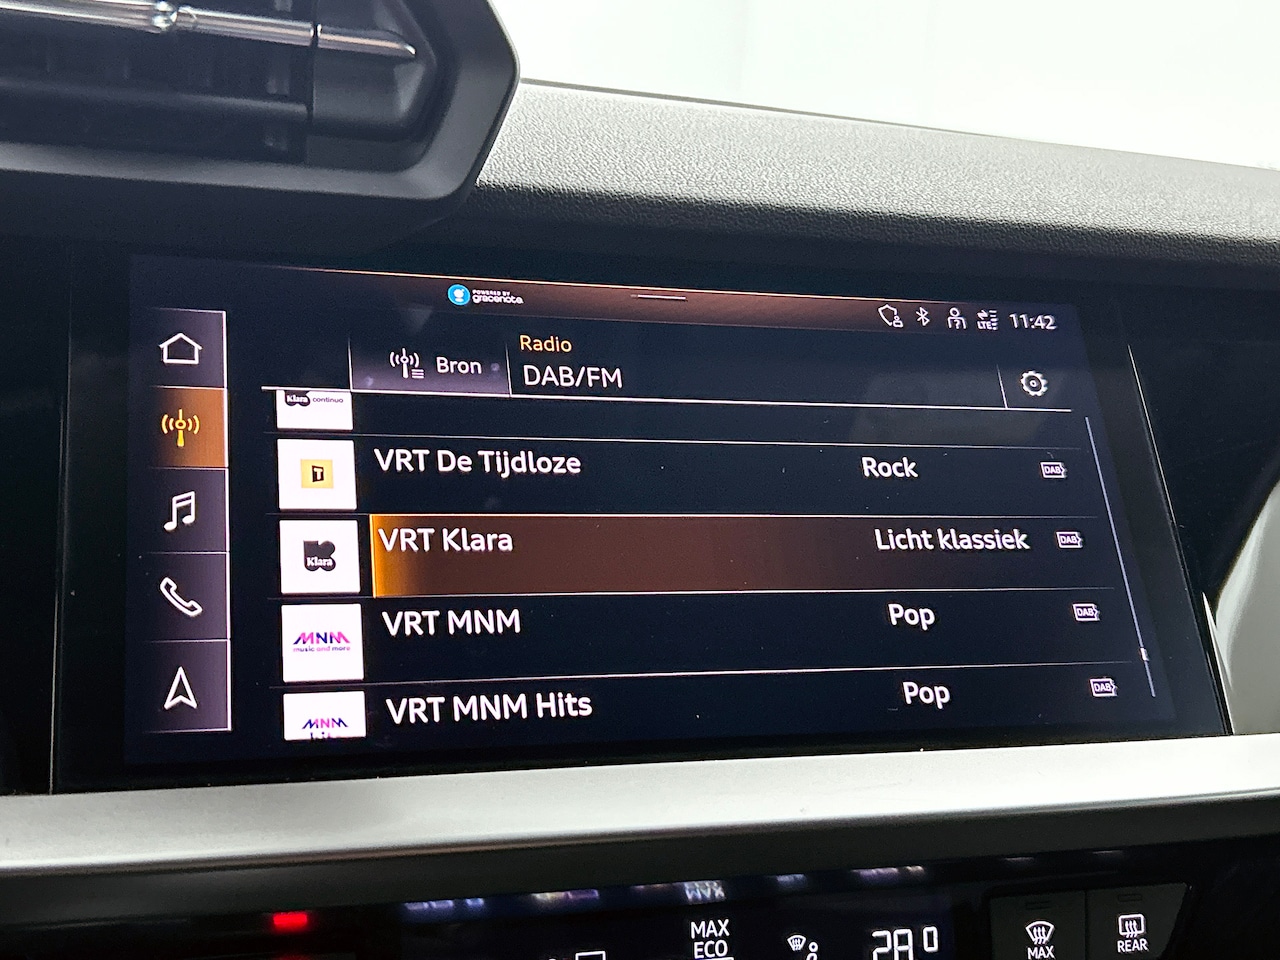 POWERED BY
gracenote
LTE
11:42
Bron
Radio
DAB/FM
Klara continuo
T
VRT De Tijdloze
Rock
DAB
Klara
VRT Klara
Licht klassiek
DAB
MNM
music and more
VRT MNM
Pop
DAB
MNM
VRT MNM Hits
Pop
DAB
MAX
ECO
MAX
REAR